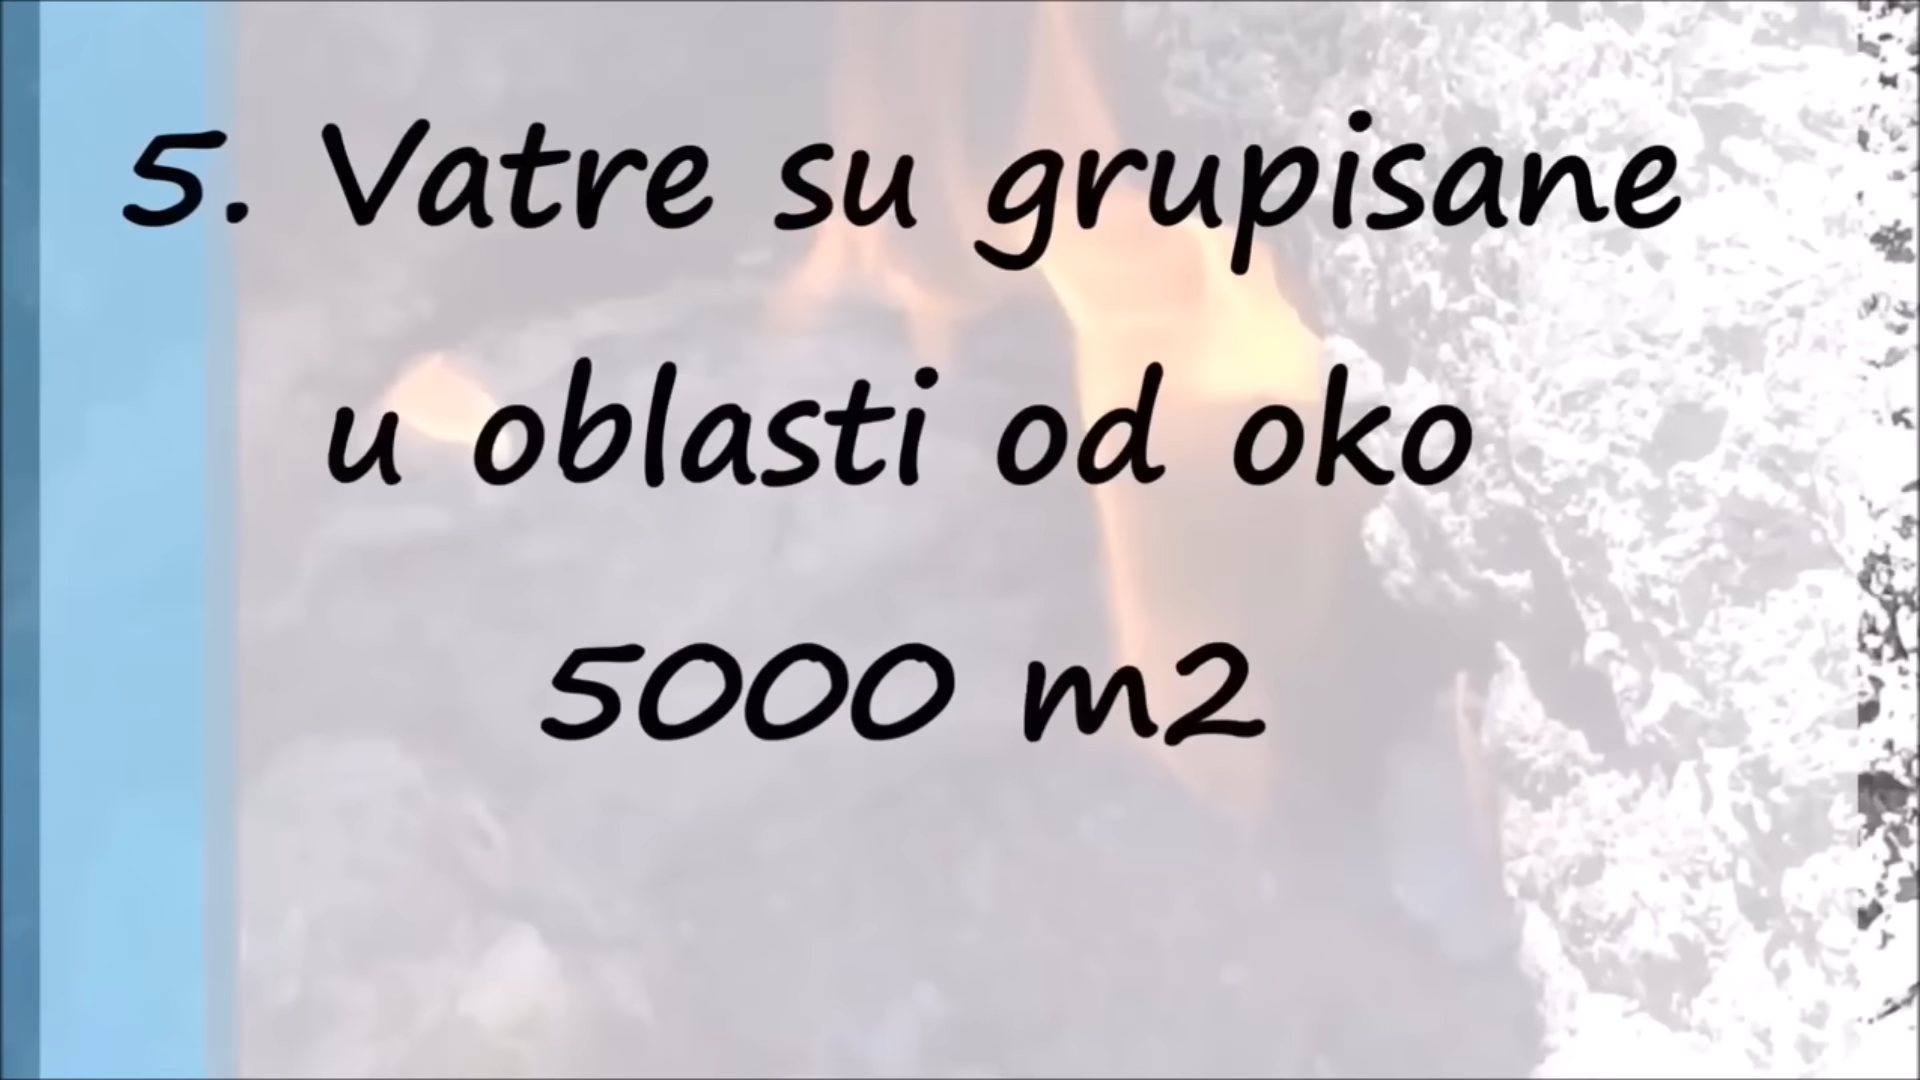 5. Vatre su grupisane
u oblasti od oko
5000 m2